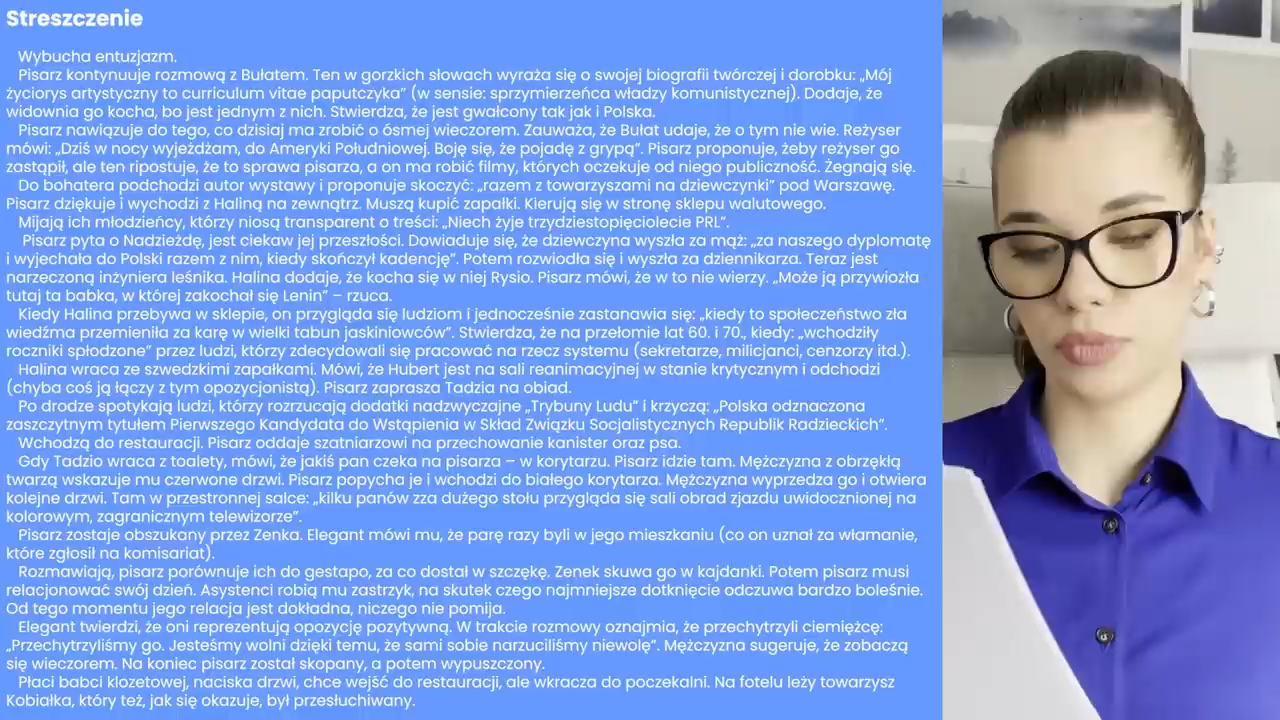 Streszczenie
Wybucha entuzjazm.
Pisarz kontynuuje rozmową z Bułatem. Ten w gorzkich słowach wyraża się o swojej biografii twórczej i dorobku: „Mój
życiorys artystyczny to curriculum vitae paputczyka” (w sensie: sprzymierzeńca władzy komunistycznej). Dodaje, że
widownia go kocha, bo jest jednym z nich. Stwierdza, że jest gwałcony tak jak i Polska.
Pisarz nawiązuje do tego, co dzisiaj ma zrobić o ósmej wieczorem. Zauważa, że Bułat udaje, że o tym nie wie. Reżyser
mówi: „Dziś w nocy wyjeżdżam, do Ameryki Południowej. Boję się, że pojadę z grypą”. Pisarz proponuje, żeby reżyser go
zastąpił, ale ten ripostuje, że to sprawa pisarza, a on ma robić filmy, których oczekuje od niego publiczność. Żegnają się.
Do bohatera podchodzi autor wystawy i proponuje skoczyć: „razem z towarzyszami na dziewczynki” pod Warszawę.
Pisarz dziękuje i wychodzi z Haliną na zewnątrz. Muszą kupić zapałki. Kierują się w stronę sklepu walutowego.
Mijają ich młodzieńcy, którzy niosą transparent o treści: „Niech żyje trzydziestopięciolecie PRL”.
Pisarz pyta o Nadzieżdę, jest ciekaw jej przeszłości. Dowiaduje się, że dziewczyna wyszła za mąż: „za naszego dyplomatę
i wyjechała do Polski razem z nim, kiedy skończył kadencję”. Potem rozwiodła się i wyszła za dziennikarza. Teraz jest
narzeczoną inżyniera leśnika. Halina dodaje, że kocha się w niej Rysio. Pisarz mówi, że w to nie wierzy. „Może ją przywiozła
tutaj ta babka, w której zakochał się Lenin” – rzuca.
Kiedy Halina przebywa w sklepie, on przygląda się ludziom i jednocześnie zastanawia się: „kiedy to społeczeństwo zła
wiedźma przemieniła za karę w wielki tabun jaskiniowców”. Stwierdza, że na przełomie lat 60. i 70., kiedy: „wchodziły
roczniki spłodzone” przez ludzi, którzy zdecydowali się pracować na rzecz systemu (sekretarze, milicjanci, cenzorzy itd.).
Halina wraca ze szwedzkimi zapałkami. Mówi, że Hubert jest na sali reanimacyjnej w stanie krytycznym i odchodzi
(chyba coś ją łączy z tym opozycjonistą). Pisarz zaprasza Tadzia na obiad.
Po drodze spotykają ludzi, którzy rozrzucają dodatki nadzwyczajne „Trybuny Ludu” i krzyczą: „Polska odznaczona
zaszczytnym tytułem Pierwszego Kandydata do Wstąpienia w Skład Związku Socjalistycznych Republik Radzieckich”.
Wchodzą do restauracji. Pisarz oddaje szatniarzowi na przechowanie kanister oraz psa.
Gdy Tadzio wraca z toalety, mówi, że jakiś pan czeka na pisarza – w korytarzu. Pisarz idzie tam. Mężczyzna z obrzękłą
twarzą wskazuje mu czerwone drzwi. Pisarz popycha je i wchodzi do białego korytarza. Mężczyzna wyprzedza go i otwiera
kolejne drzwi. Tam w przestronnej salce: „kilku panów zza dużego stołu przygląda się sali obrad zjazdu uwidocznionej na
kolorowym, zagranicznym telewizorze”.
Pisarz zostaje obszukany przez Zenka. Elegant mówi mu, że parę razy byli w jego mieszkaniu (co on uznał za włamanie,
które zgłosił na komisariat).
Rozmawiają, pisarz porównuje ich do gestapo, za co dostał w szczękę. Zenek skuwa go w kajdanki. Potem pisarz musi
relacjonować swój dzień. Asystenci robią mu zastrzyk, na skutek czego najmniejsze dotknięcie odczuwa bardzo boleśnie.
Od tego momentu jego relacja jest dokładna, niczego nie pomija.
Elegant twierdzi, że oni reprezentują opozycję pozytywną. W trakcie rozmowy oznajmia, że przechytrzyli ciemięzcę:
„Przechytrzyliśmy go. Jesteśmy wolni dzięki temu, że sami sobie narzuciliśmy niewolę”. Mężczyzna sugeruje, że zobaczą
się wieczorem. Na koniec pisarz został skopany, a potem wypuszczony.
Płaci babci klozetowej, naciska drzwi, chce wejść do restauracji, ale wkracza do poczekalni. Na fotelu leży towarzysz
Kobiałka, który też, jak się okazuje, był przesłuchiwany.